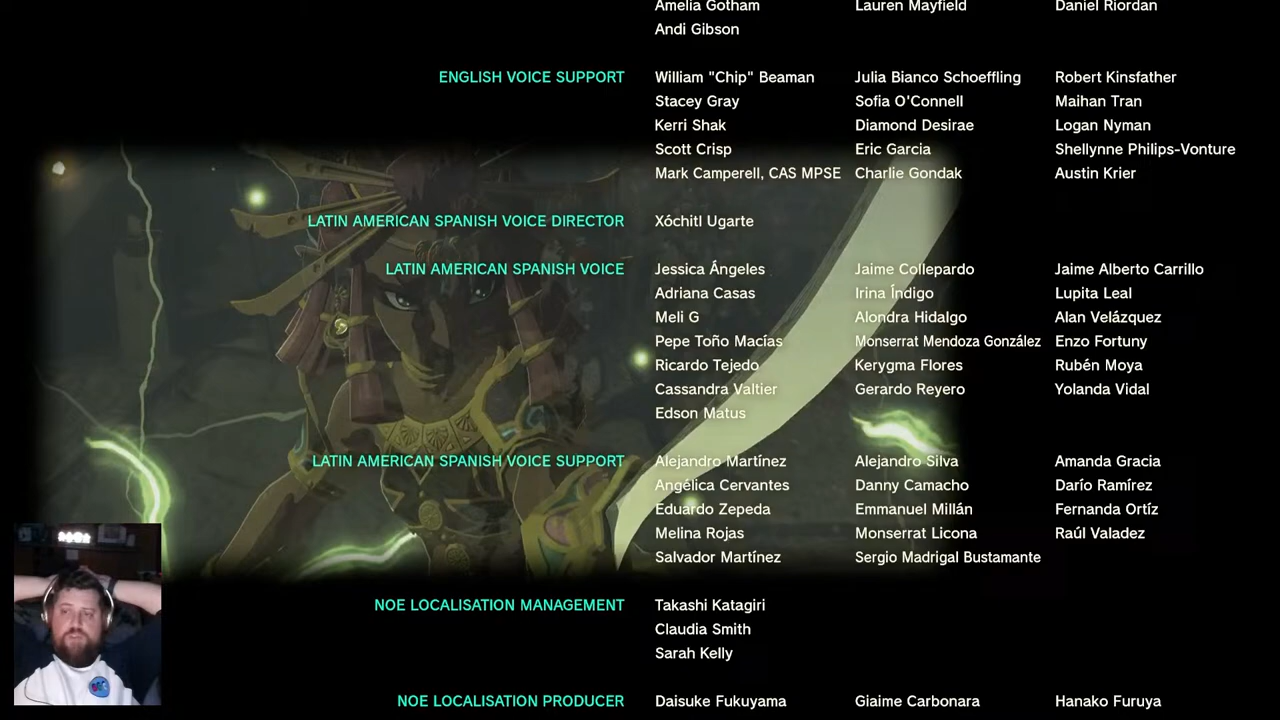 Amelia Gotham Lauren Mayfield Daniel Riordan
Andi Gibson
ENGLISH VOICE SUPPORT William "Chip" Beaman Julia Bianco Schoeffling Robert Kinsfather
Stacey Gray Sofia O'Connell Maihan Tran
Kerri Shak Diamond Desirae Logan Nyman
Scott Crisp Eric Garcia Shellynne Philips-Vonture
Mark Camperell, CAS MPSE Charlie Gondak Austin Krier
LATIN AMERICAN SPANISH VOICE DIRECTOR Xóchitl Ugarte
LATIN AMERICAN SPANISH VOICE Jessica Ángeles Jaime Collepardo Jaime Alberto Carrillo
Adriana Casas Irina Índigo Lupita Leal
Meli G Alondra Hidalgo Alan Velázquez
Pepe Toño Macías Monserrat Mendoza González Enzo Fortuny
Ricardo Tejedo Kerygma Flores Rubén Moya
Cassandra Valtier Gerardo Reyero Yolanda Vidal
Edson Matus
LATIN AMERICAN SPANISH VOICE SUPPORT Alejandro Martínez Alejandro Silva Amanda Gracia
Angélica Cervantes Danny Camacho Darío Ramírez
Eduardo Zepeda Emmanuel Millán Fernanda Ortíz
Melina Rojas Monserrat Licona Raúl Valadez
Salvador Martínez Sergio Madrigal Bustamante
NOE LOCALISATION MANAGEMENT Takashi Katagiri
Claudia Smith
Sarah Kelly
NOE LOCALISATION PRODUCER Daisuke Fukuyama Giaime Carbonara Hanako Furuya